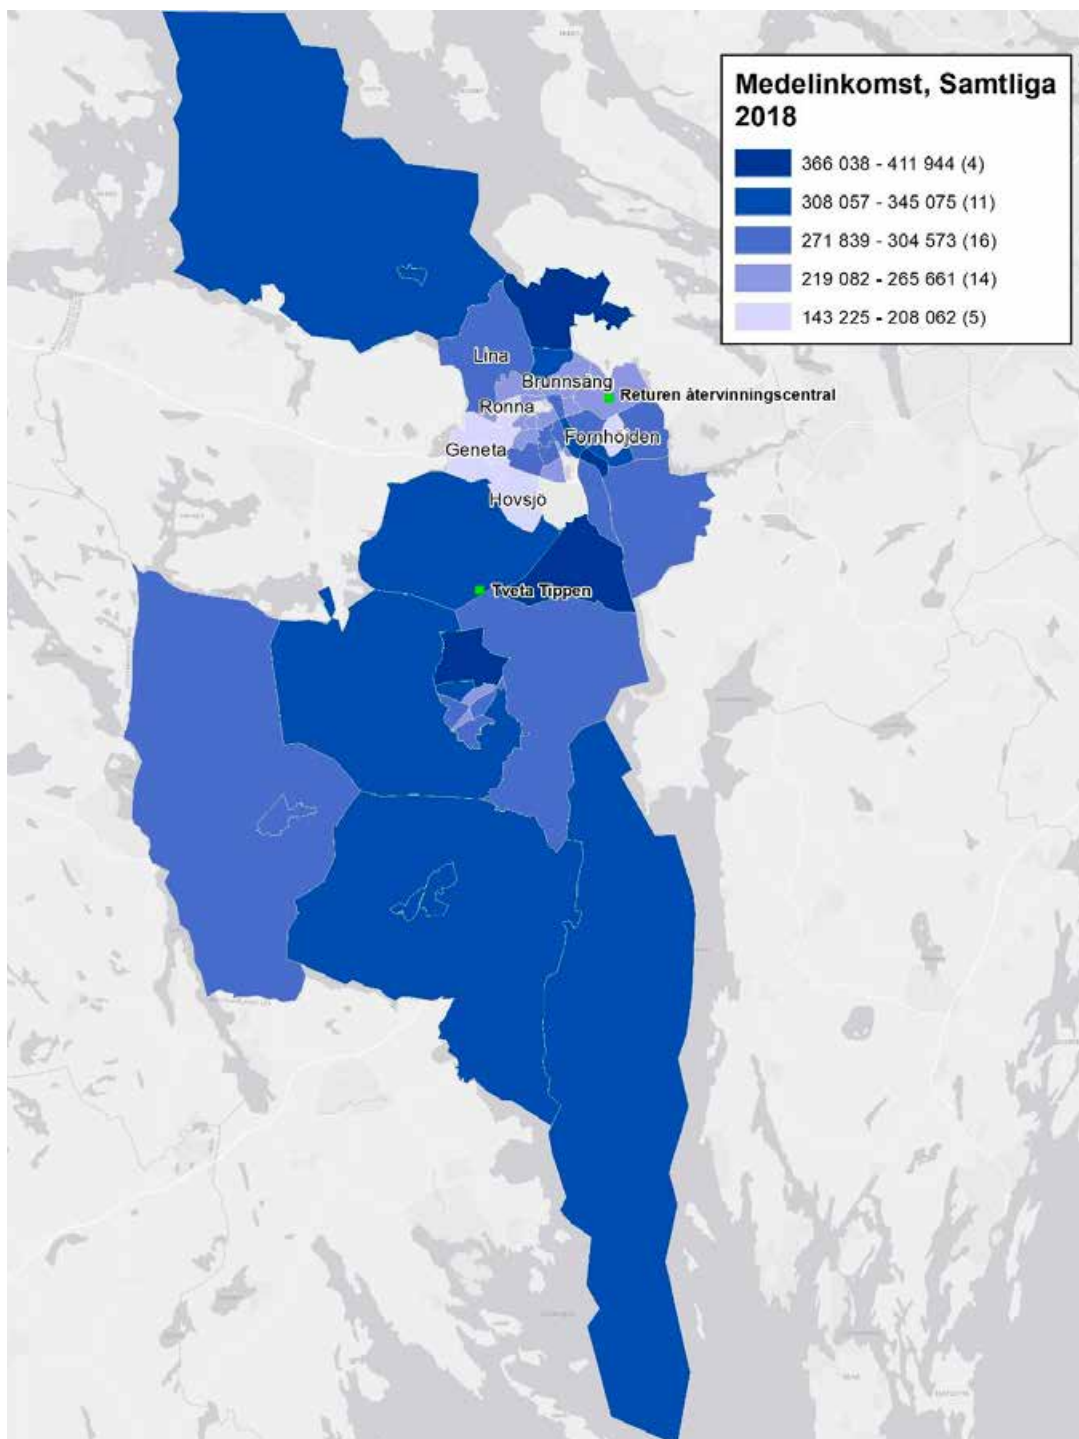 Medelinkomst, Samtliga
2018
366 038 - 411 944 (4)
308 057 - 345 075 (11)
271 839 - 304 573 (16)
219 082 - 265 661 (14)
143 225 - 208 062 (5)
Lina
Brunnsäng
Returen återvinningscentral
Ronna
Fornhöjden
Geneta
Hovsjö
Tveta Tippen